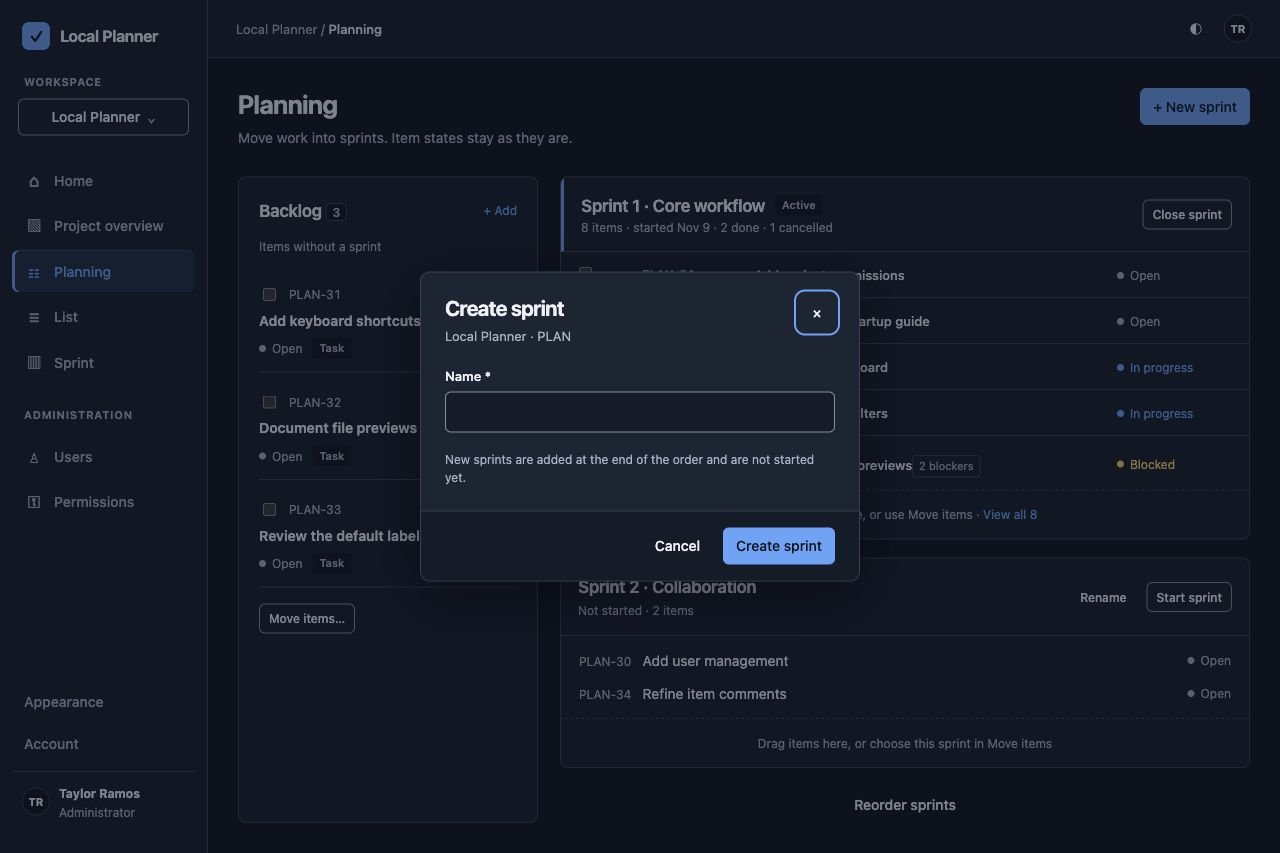 Local Planner
WORKSPACE
Local Planner
Home
Project overview
Planning
List
Sprint
ADMINISTRATION
Users
Permissions
Appearance
Account
TR
Taylor Ramos
Administrator
Local Planner / Planning
TR
Planning
Move work into sprints. Item states stay as they are.
+ New sprint
Backlog 3
+ Add
Items without a sprint
PLAN-31
Add keyboard shortcuts
Open Task
PLAN-32
Document file previews
Open Task
PLAN-33
Review the default label
Open Task
Move items…
Sprint 1 · Core workflow Active
8 items · started Nov 9 · 2 done · 1 cancelled
Close sprint
Open
artup guide Open
oard In progress
lters In progress
previews 2 blockers Blocked
, or use Move items · View all 8
Create sprint
×
Local Planner · PLAN
Name *
New sprints are added at the end of the order and are not started
yet.
Cancel
Create sprint
Sprint 2 · Collaboration
Not started · 2 items
Rename
Start sprint
PLAN-30 Add user management Open
PLAN-34 Refine item comments Open
Drag items here, or choose this sprint in Move items
Reorder sprints